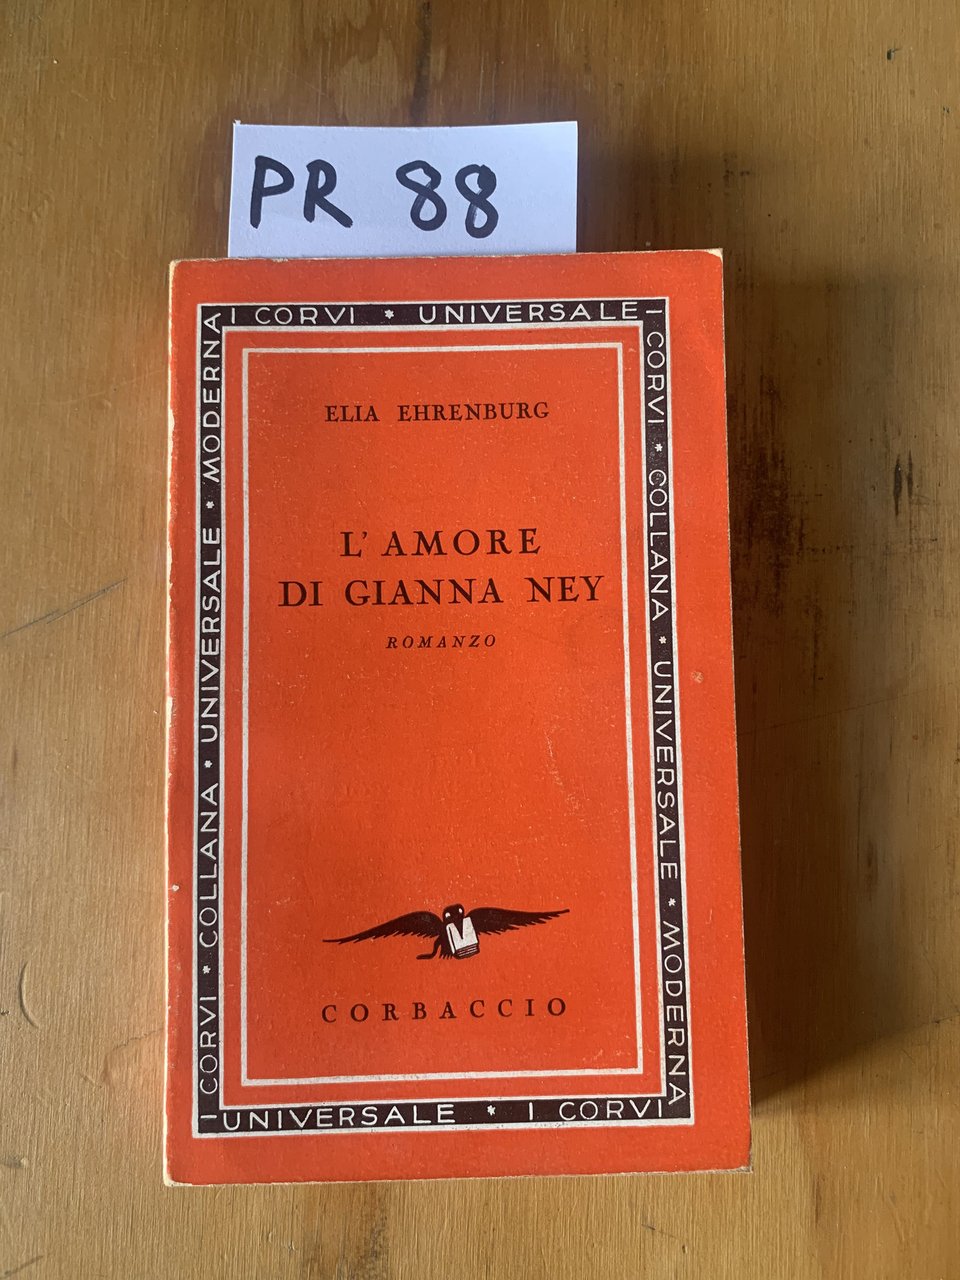 PR 88
I CORVI * UNIVERSALE
I CORVI * COLLANA * UNIVERSALE * MODERNA
I CORVI * COLLANA * UNIVERSALE * MODERNA
UNIVERSALE * I CORVI
ELIA EHRENBURG
L'AMORE
DI GIANNA NEY
ROMANZO
CORBACCIO